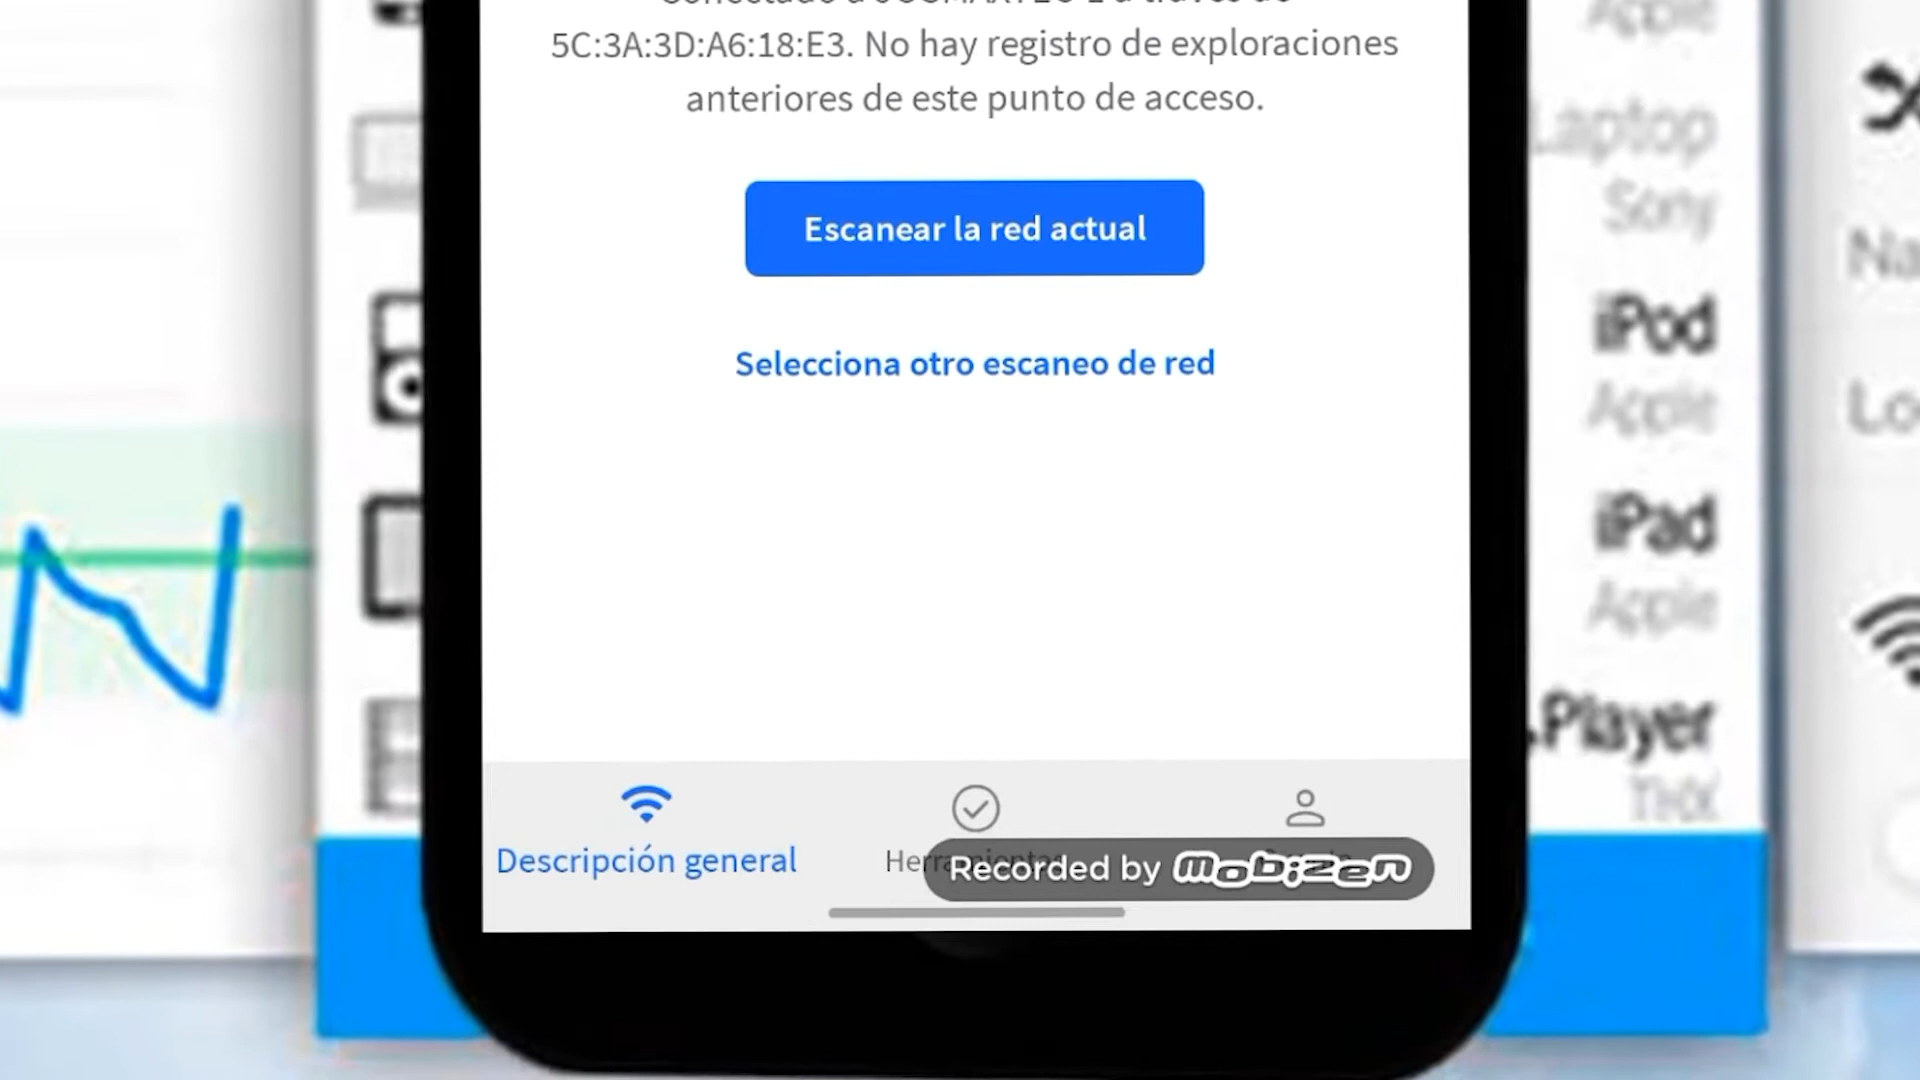 5C:3A:3D:A6:18:E3. No hay registro de exploraciones
anteriores de este punto de acceso.
Escanear la red actual
Selecciona otro escaneo de red
Descripción general
Recorded by mobizen
Apple
Laptop
Sony
iPod
Apple
iPad
Apple
Player
THX